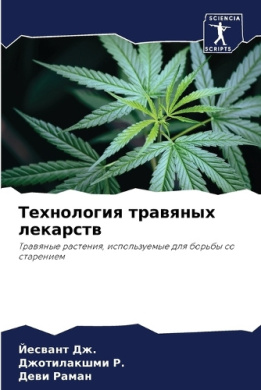 SCIENCIA
SCRIPTS
Технология травяных
лекарств
Травяные растения, используемые для борьбы со
старением
Йесвант Дж.
Джотилакшми Р.
Деви Раман